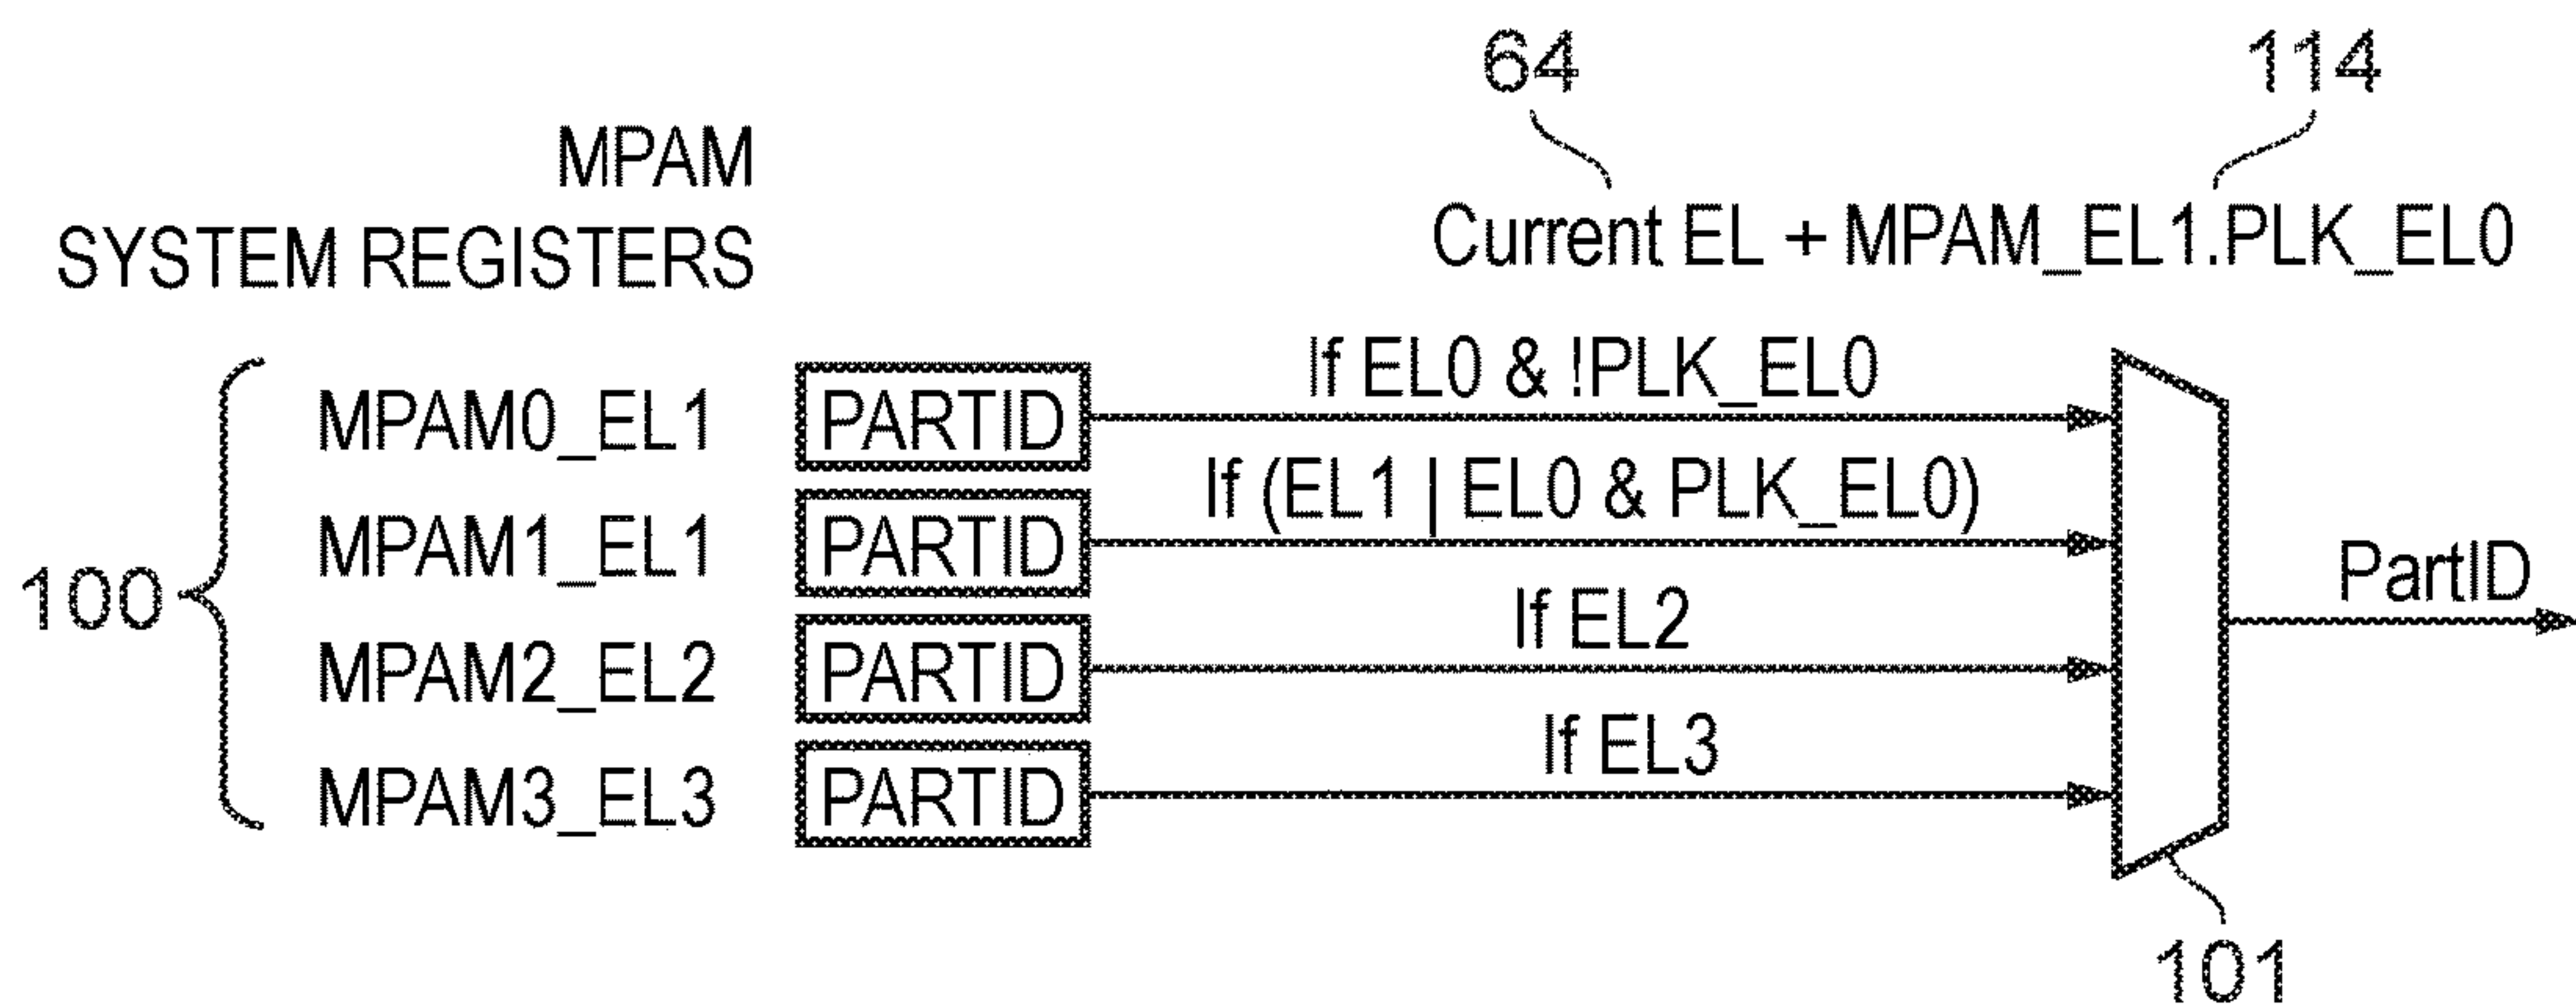 64
114
MPAM
SYSTEM REGISTERS
Current EL + MPAM_EL1.PLK_EL0
MPAM0_EL1 PARTID If EL0 & !PLK_EL0
MPAM1_EL1 PARTID If (EL1 | EL0 & PLK_EL0)
100
PartID
MPAM2_EL2 PARTID If EL2
MPAM3_EL3 PARTID If EL3
101